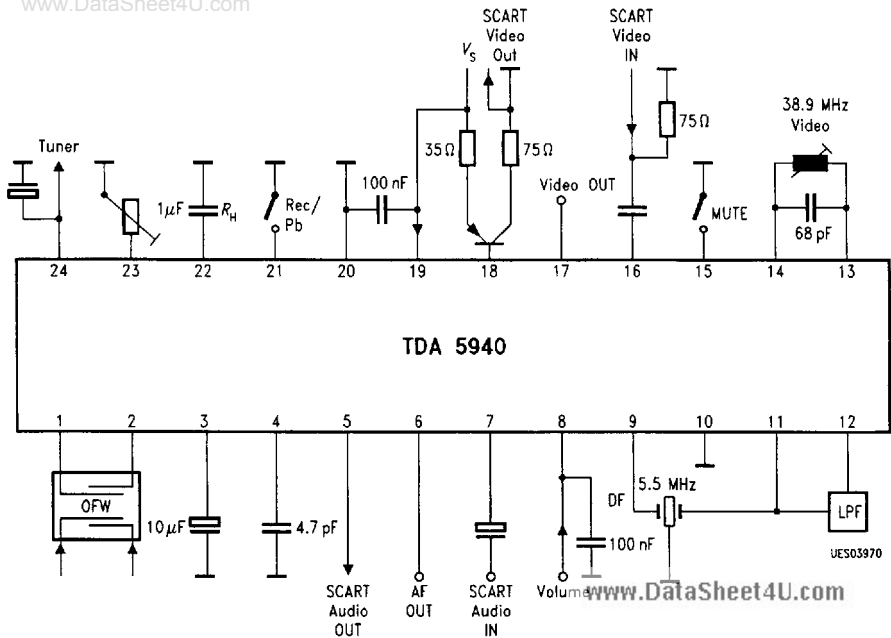 www.DataSheet4U.com
SCART
Video
Out
SCART
Video
IN
V_S
38.9 MHz
Video
Tuner
35Ω
75Ω
75Ω
100 nF
Video OUT
1μF
R_H
Rec/
Pb
MUTE
68 pF
24 23 22 21 20 19 18 17 16 15 14 13
TDA 5940
1 2 3 4 5 6 7 8 9 10 11 12
OFW
10μF
4.7 pF
DF
5.5 MHz
LPF
100 nF
UES03970
SCART
Audio
OUT
AF
OUT
SCART
Audio
IN
Volume
www.DataSheet4U.com